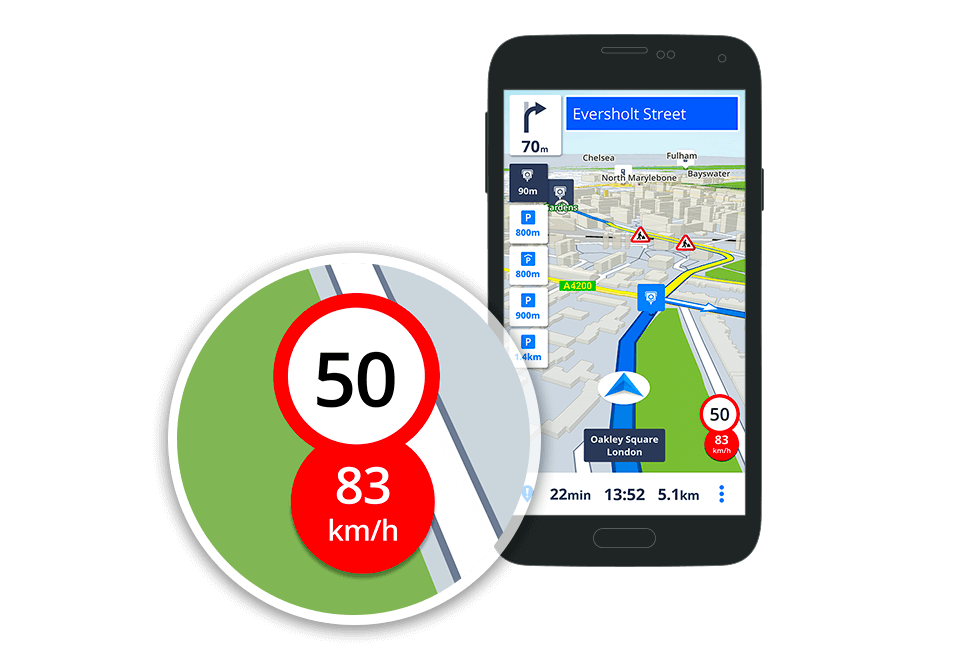 Eversholt Street
70m
Chelsea
Fulham
North Marylebone
Bayswater
90m
ardens
P
800m
P
800m
A4200
P
900m
P
1.4km
50
83
km/h
50
83
km/h
Oakley Square
London
22min 13:52 5.1km